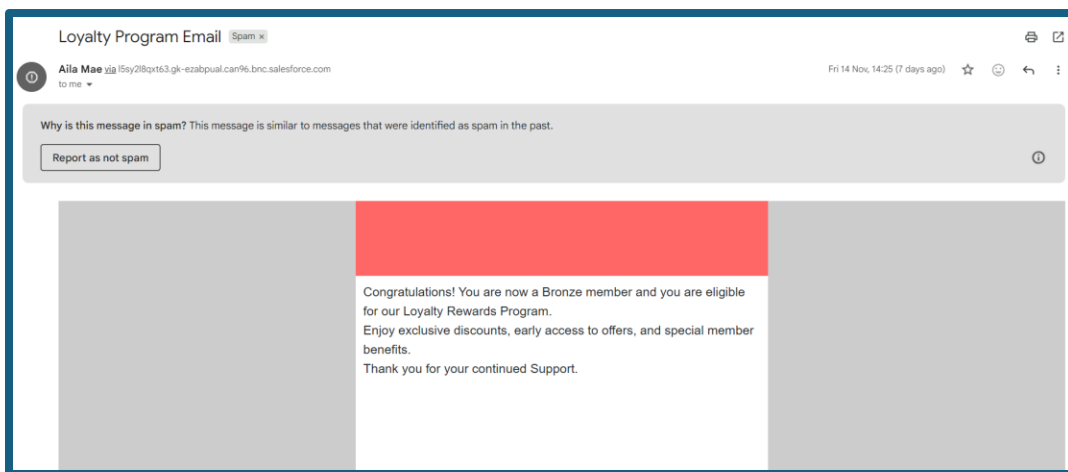 Loyalty Program Email Spam ×
Aila Mae via l5sy2l8qxt63.gk-ezabpual.can96.bnc.salesforce.com
Fri 14 Nov, 14:25 (7 days ago)
to me
Why is this message in spam? This message is similar to messages that were identified as spam in the past.
Report as not spam
Congratulations! You are now a Bronze member and you are eligible
for our Loyalty Rewards Program.
Enjoy exclusive discounts, early access to offers, and special member
benefits.
Thank you for your continued Support.